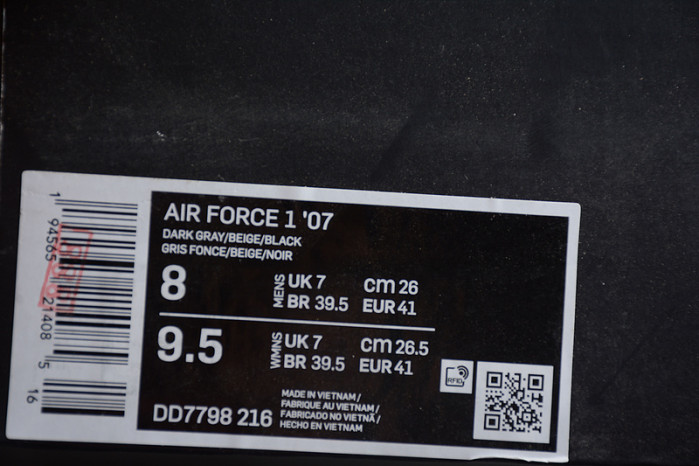 AIR FORCE 1 '07
DARK GRAY/BEIGE/BLACK
GRIS FONCE/BEIGE/NOIR
8 MENS UK 7 cm 26
BR 39.5 EUR 41
9.5 WMNS UK 7 cm 26.5
BR 39.5 EUR 41
RFID
DD7798 216
MADE IN VIETNAM /
FABRIQUE AU VIETNAM /
FABRICADO NO VIETNÃ /
HECHO EN VIETNAM
1 94565 21408 5 16